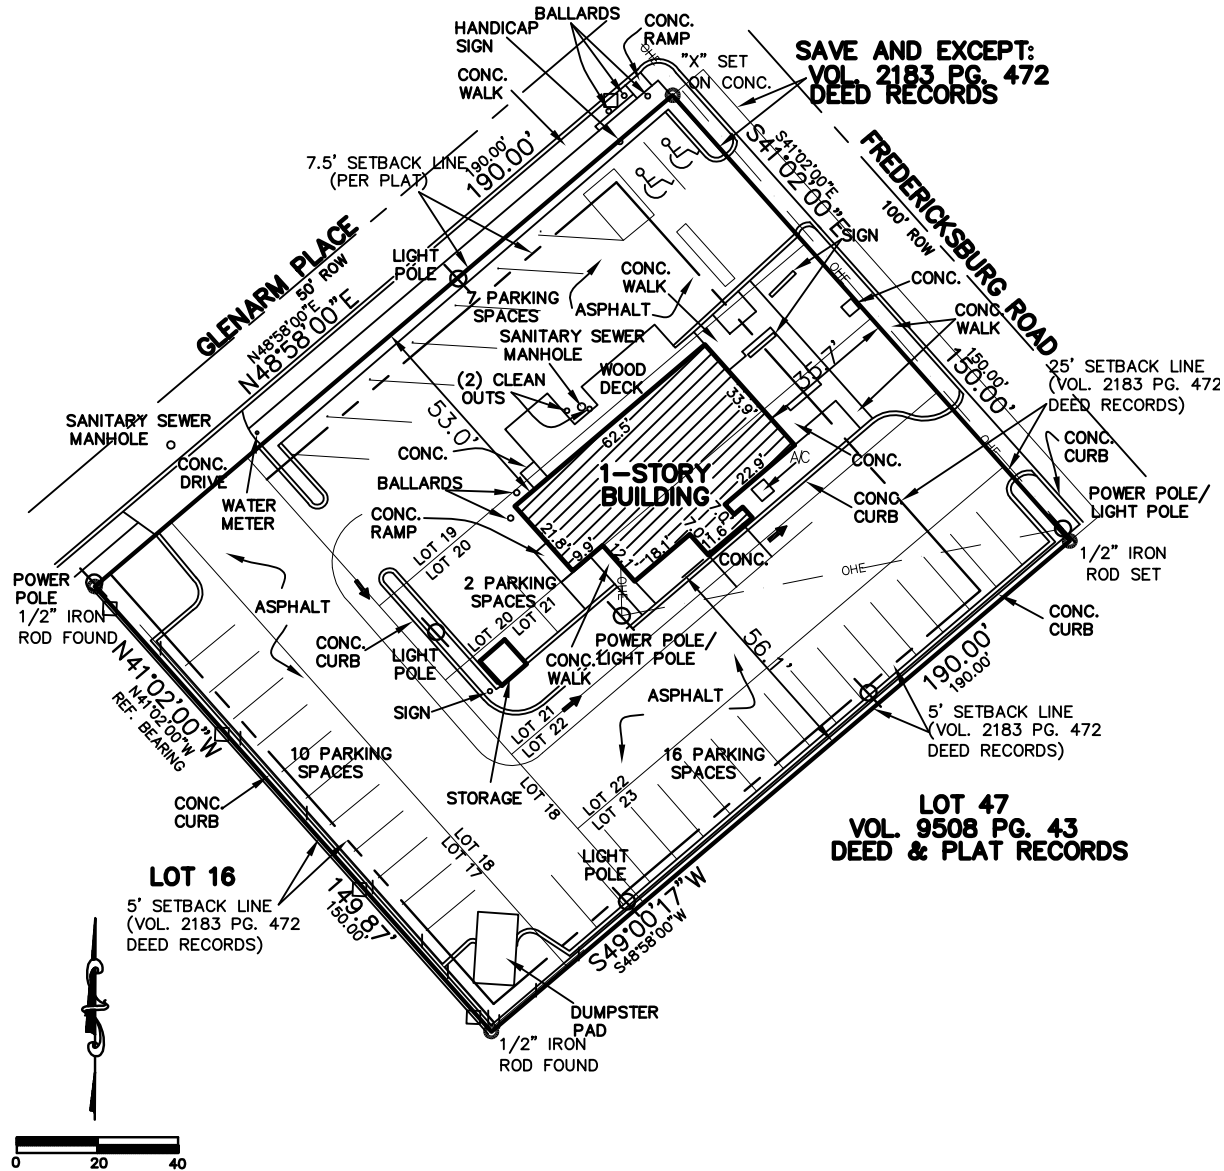 BALLARDS
HANDICAP
SIGN
CONC.
RAMP
OHE
"X" SET
ON CONC.
SAVE AND EXCEPT:
VOL. 2183 PG. 472
DEED RECORDS
CONC.
WALK
7.5' SETBACK LINE
(PER PLAT)
190.00'
190.00'
S41°02'00"E
S41°02'00"E
FREDERICKSBURG ROAD
100' ROW
GLENARM PLACE
50' ROW
N48°58'00"E
N48°58'00"E
LIGHT
POLE
7 PARKING
SPACES
ASPHALT
CONC.
WALK
SIGN
OHE
CONC.
CONC.
WALK
SANITARY SEWER
MANHOLE
WOOD
DECK
(2) CLEAN
OUTS
35.7'
150.00'
150.00'
25' SETBACK LINE
(VOL. 2183 PG. 472
DEED RECORDS)
SANITARY SEWER
MANHOLE
53.0'
62.5'
33.9'
OHE
CONC.
CURB
CONC.
DRIVE
WATER
METER
CONC.
BALLARDS
1-STORY
BUILDING
22.9'
A/C
CONC.
CONC.
CURB
POWER POLE/
LIGHT POLE
CONC.
RAMP
LOT 19
LOT 20
21.8'
9.9'
18.1'
11.6'
CONC.
OHE
OHE
1/2" IRON
ROD SET
POWER
POLE
1/2" IRON
ROD FOUND
ASPHALT
2 PARKING
SPACES
LOT 20
LOT 21
CONC.
CURB
LIGHT
POLE
CONC.
WALK
POWER POLE/
LIGHT POLE
56.1'
CONC.
CURB
190.00'
190.00'
N41°02'00"W
N41°02'00"W
REF. BEARING
SIGN
ASPHALT
5' SETBACK LINE
(VOL. 2183 PG. 472
DEED RECORDS)
10 PARKING
SPACES
LOT 21
LOT 22
16 PARKING
SPACES
CONC.
CURB
STORAGE
LOT 18
LOT 22
LOT 23
LOT 47
VOL. 9508 PG. 43
DEED & PLAT RECORDS
LOT 18
LOT 17
LIGHT
POLE
LOT 16
5' SETBACK LINE
(VOL. 2183 PG. 472
DEED RECORDS)
149.87'
150.00'
S49°00'17"W
S48°58'00"W
DUMPSTER
PAD
1/2" IRON
ROD FOUND
0 20 40